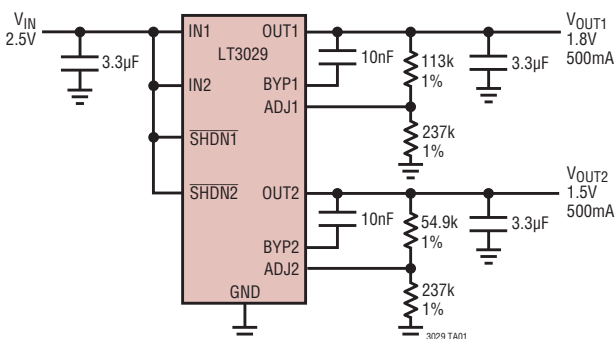 VIN
2.5V
3.3µF
IN1
IN2
SHDN1
SHDN2
LT3029
GND
OUT1
BYP1
ADJ1
OUT2
BYP2
ADJ2
10nF
113k
1%
237k
1%
3.3µF
VOUT1
1.8V
500mA
10nF
54.9k
1%
237k
1%
3.3µF
VOUT2
1.5V
500mA
3029 TA01